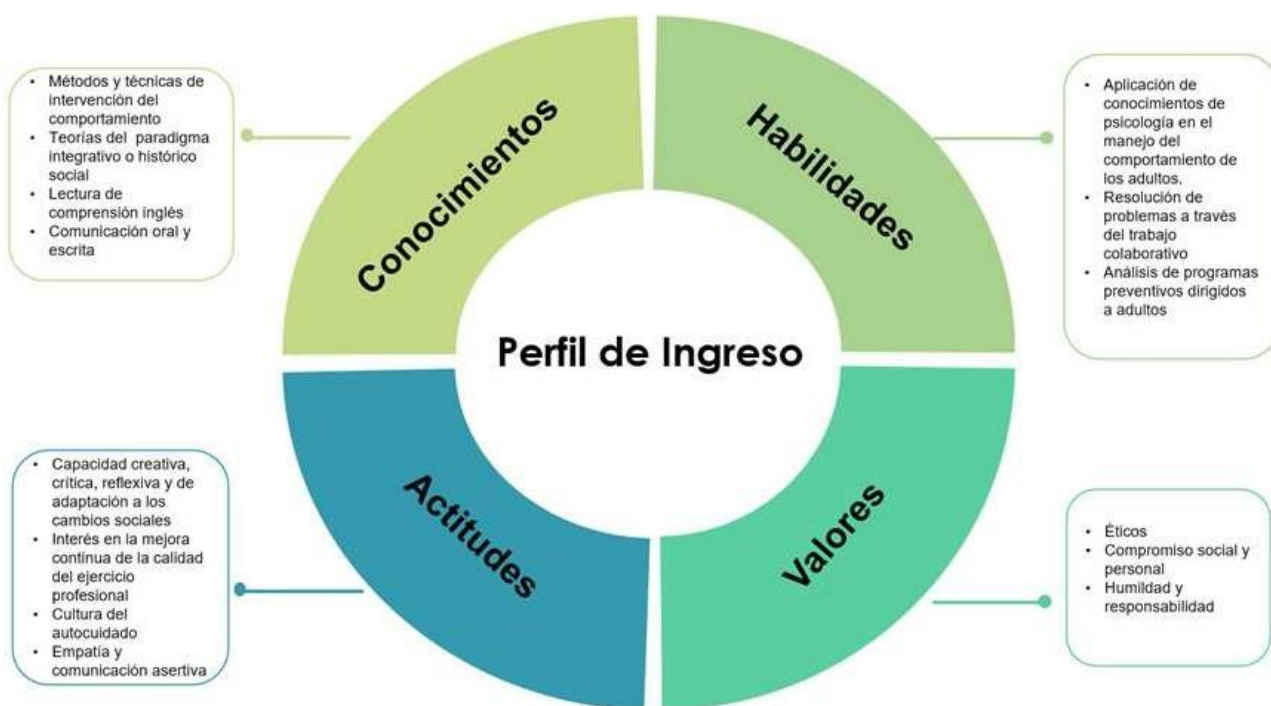 Perfil de Ingreso
Conocimientos
• Métodos y técnicas de
intervención del
comportamiento
• Teorías del paradigma
integrativo o histórico
social
• Lectura de
comprensión inglés
• Comunicación oral y
escrita
Habilidades
• Aplicación de
conocimientos de
psicología en el
manejo del
comportamiento de
los adultos.
• Resolución de
problemas a través
del trabajo
colaborativo
• Análisis de programas
preventivos dirigidos
a adultos
Actitudes
• Capacidad creativa,
crítica, reflexiva y de
adaptación a los
cambios sociales
• Interés en la mejora
continua de la calidad
del ejercicio
profesional
• Cultura del
autocuidado
• Empatía y
comunicación asertiva
Valores
• Éticos
• Compromiso social y
personal
• Humildad y
responsabilidad